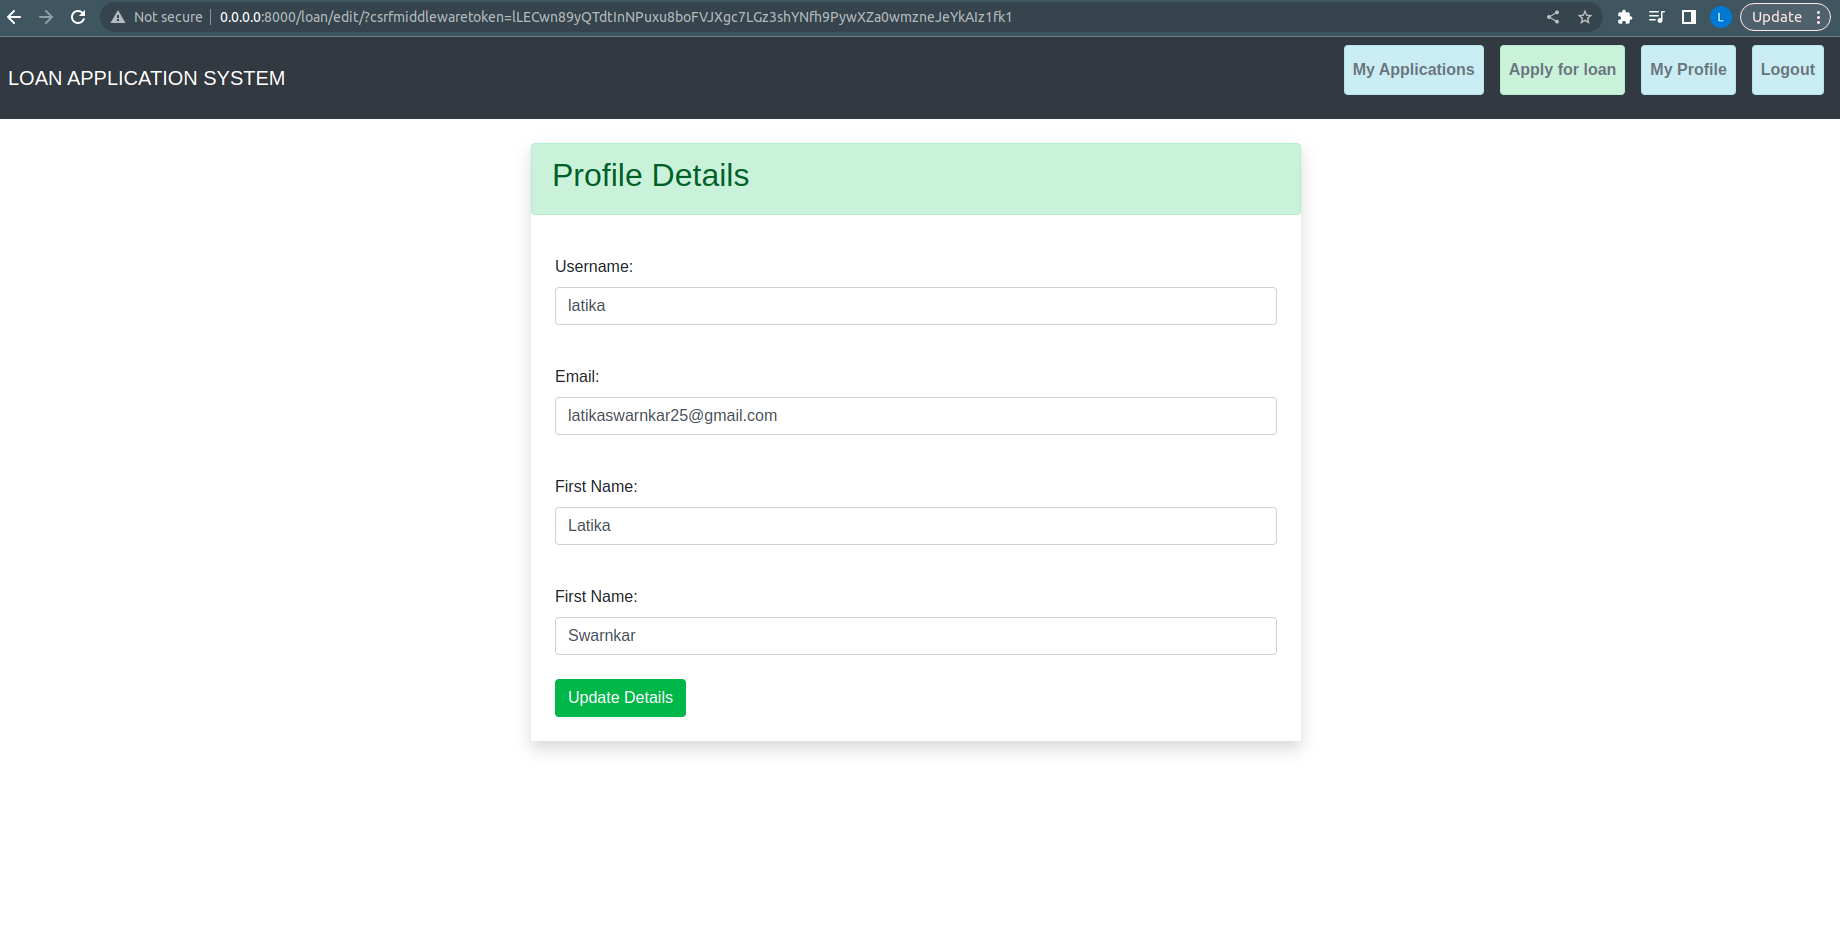 Not secure | 0.0.0.0:8000/loan/edit/?csrfmiddlewaretoken=lLECwn89yQTdtInNPuxu8boFVJXgc7LGz3shYNfh9PywXZa0wmzneJeYkAIz1fk1
L
Update
LOAN APPLICATION SYSTEM
My Applications
Apply for loan
My Profile
Logout
Profile Details
Username:
latika
Email:
latikaswarnkar25@gmail.com
First Name:
Latika
First Name:
Swarnkar
Update Details